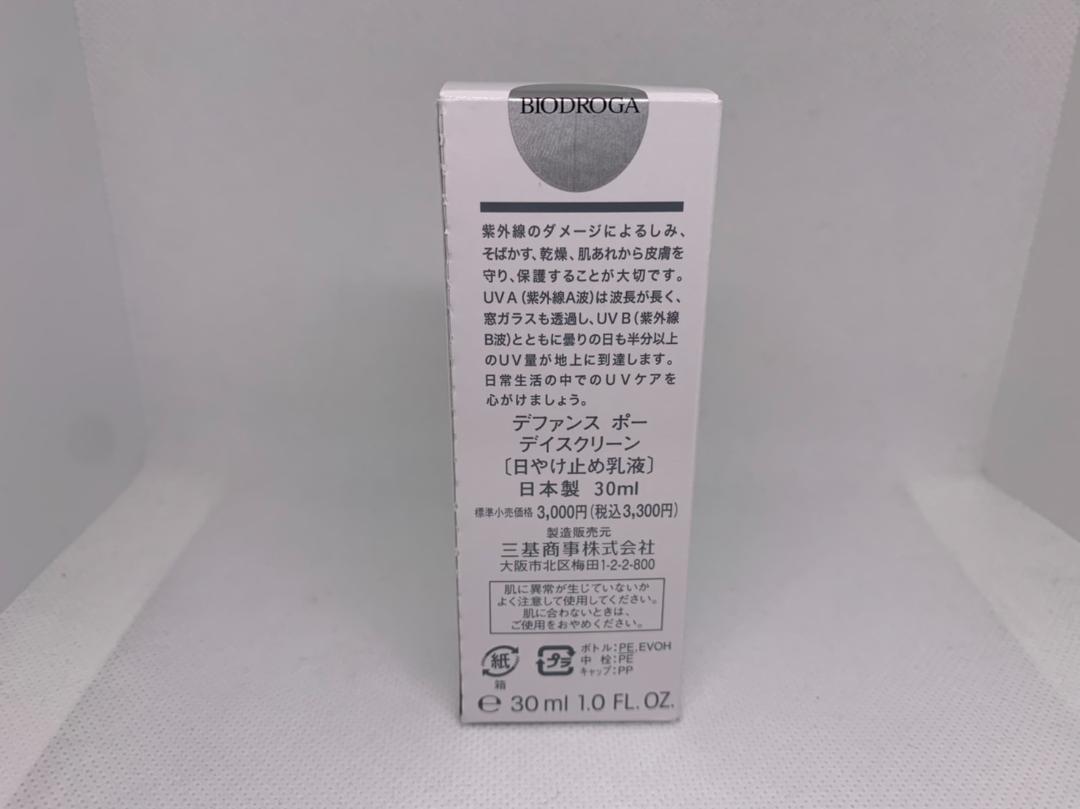 BIODROGA
紫外線のダメージによるしみ、
そばかす、乾燥、肌あれから皮膚を
守り、保護することが大切です。
UVA(紫外線A波)は波長が長く、
窓ガラスも透過し、UVB(紫外線
B波)とともに曇りの日も半分以上
のUV量が地上に到達します。
日常生活の中でのUVケアを
心がけましょう。
デファンス ポー
デイスクリーン
〔日やけ止め乳液〕
日本製 30ml
標準小売価格 3,000円(税込3,300円)
製造販売元
三基商事株式会社
大阪市北区梅田1-2-2-800
肌に異常が生じていないか
よく注意して使用してください。
肌に合わないときは、
ご使用をおやめください。
紙
箱
プラ
ボトル:PE,EVOH
中 栓:PE
キャップ:PP
℮ 30 ml 1.0 FL. OZ.